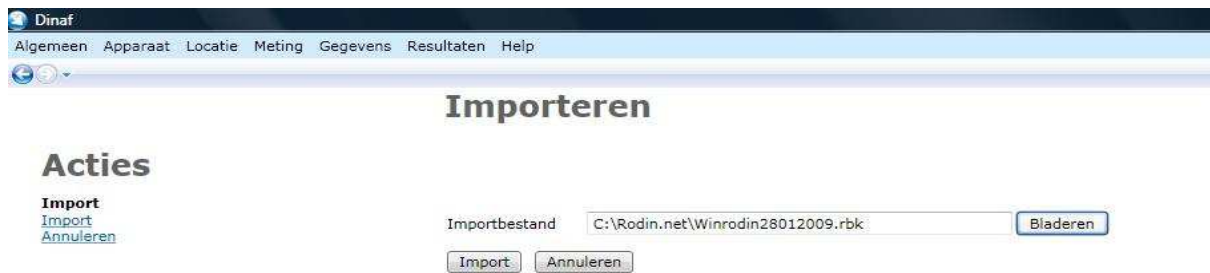 Dinaf
Algemeen Apparaat Locatie Meting Gegevens Resultaten Help
Importeren
Acties
Import
Import
Annuleren
Importbestand C:\Rodin.net\Winrodin28012009.rbk Bladeren
Import Annuleren